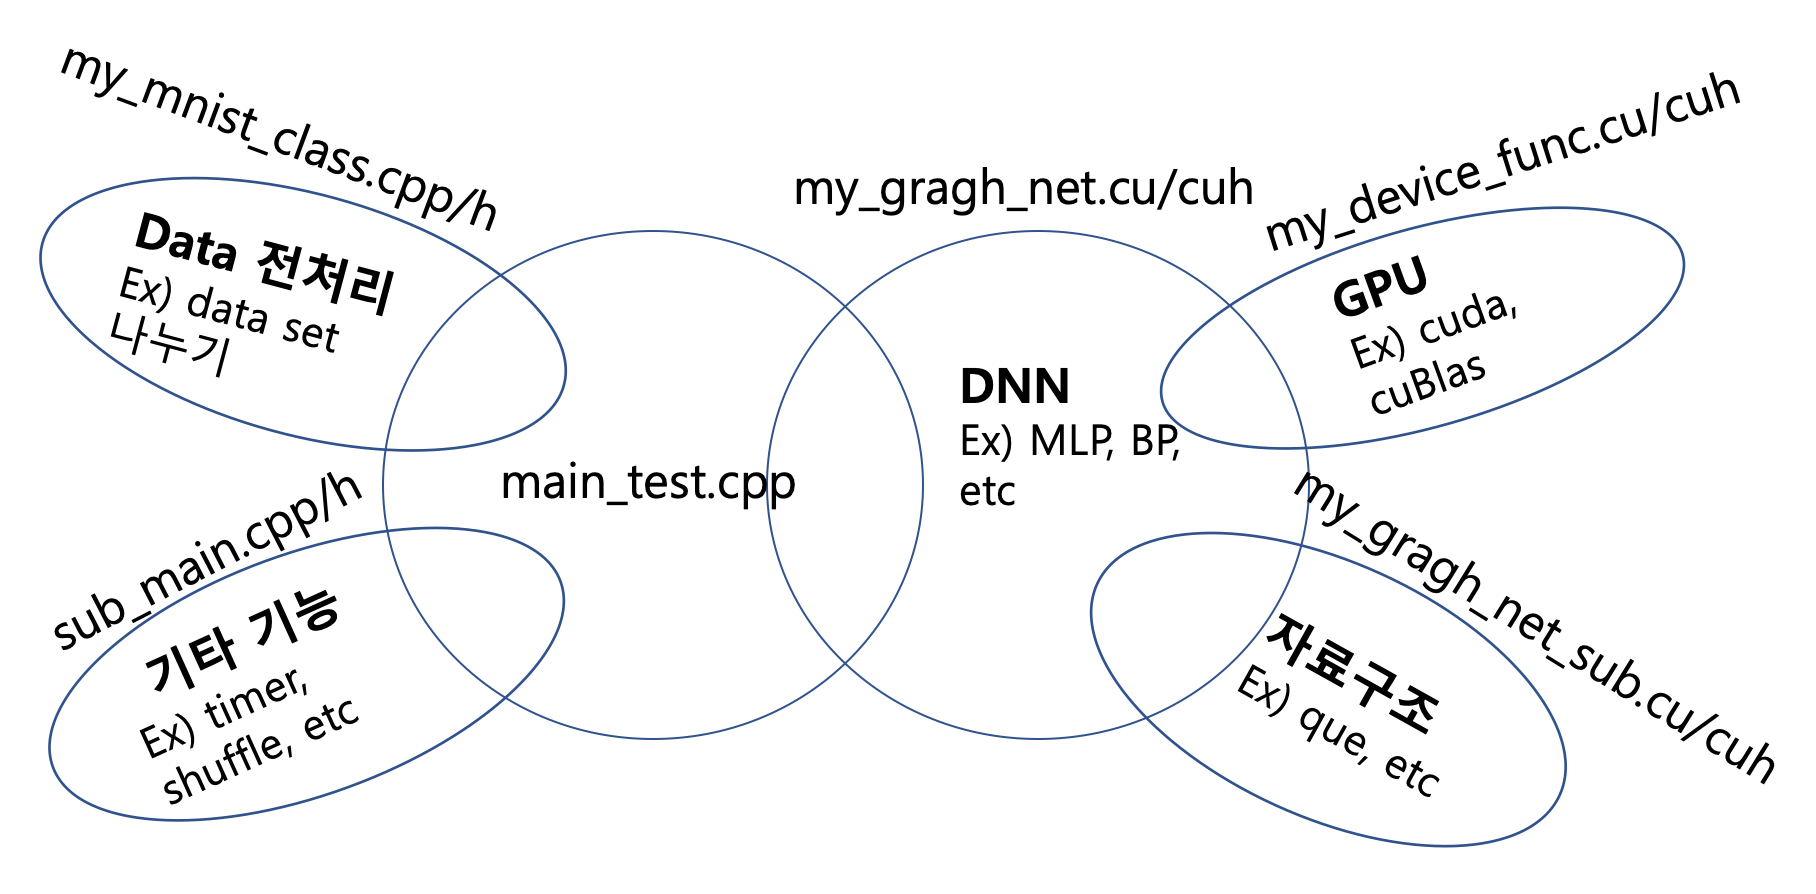 my_mnist_class.cpp/h
Data 전처리
Ex) data set
나누기
sub_main.cpp/h
기타 기능
Ex) timer,
shuffle, etc
main_test.cpp
my_gragh_net.cu/cuh
DNN
Ex) MLP, BP,
etc
my_device_func.cu/cuh
GPU
Ex) cuda,
cuBlas
my_gragh_net_sub.cu/cuh
자료구조
Ex) que, etc